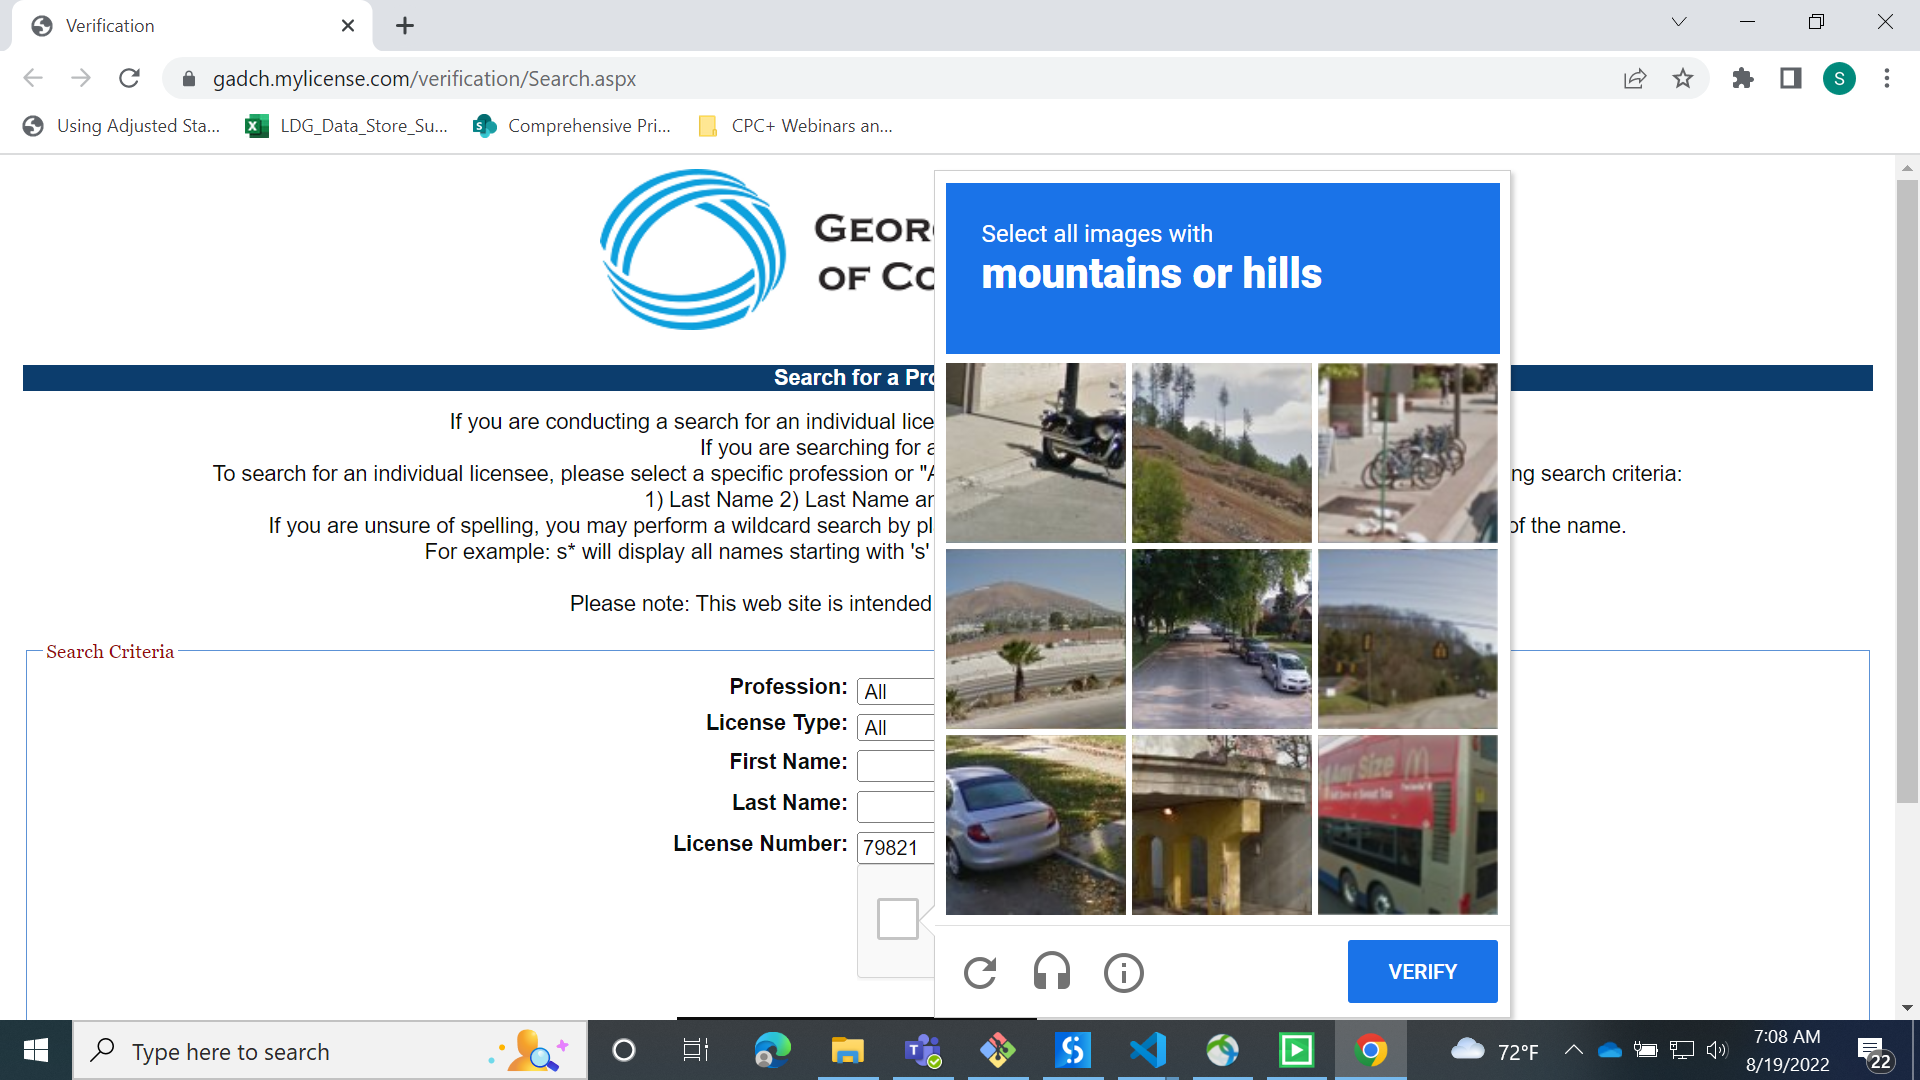 Verification
gadch.mylicense.com/verification/Search.aspx
S
Using Adjusted Sta...
LDG_Data_Store_Su...
Comprehensive Pri...
CPC+ Webinars an...
GEOR
OF CO
Select all images with
mountains or hills
Search for a Pro
If you are conducting a search for an individual lice
If you are searching for a
To search for an individual licensee, please select a specific profession or "A
ng search criteria:
1) Last Name 2) Last Name an
If you are unsure of spelling, you may perform a wildcard search by pl
of the name.
For example: s* will display all names starting with 's'
Please note: This web site is intended
Search Criteria
Profession: All
License Type: All
First Name:
Last Name:
License Number: 79821
Any Size
VERIFY
Type here to search
72°F
7:08 AM
8/19/2022
22